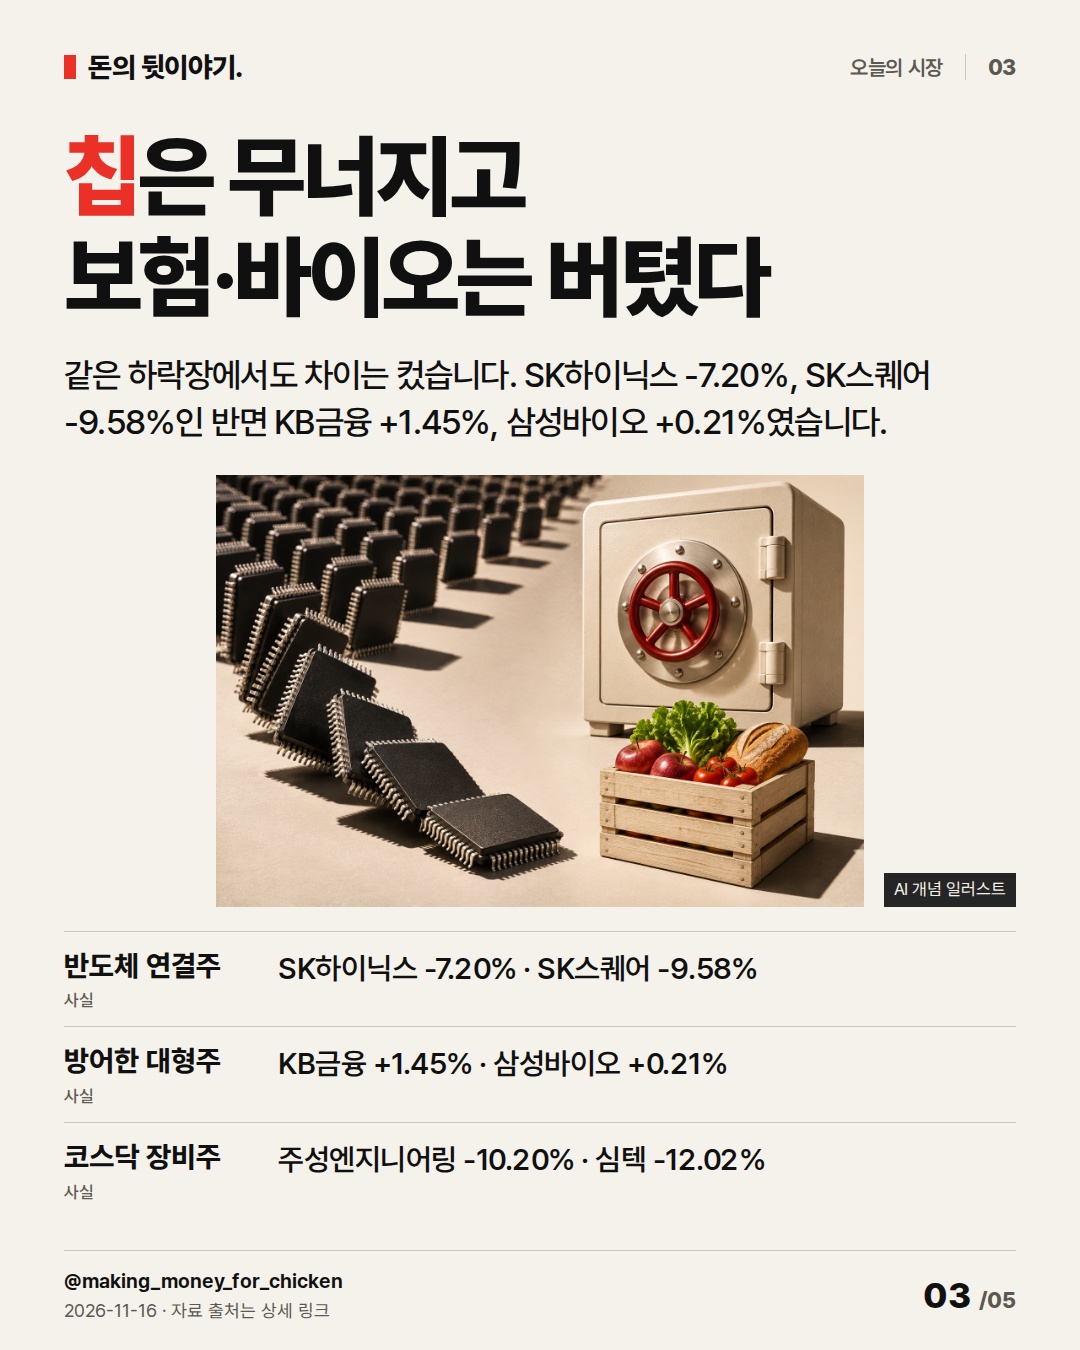 돈의 뒷이야기.
오늘의 시장
03
칩은 무너지고
보험·바이오는 버텼다
같은 하락장에서도 차이는 컸습니다. SK하이닉스 -7.20%, SK스퀘어
-9.58%인 반면 KB금융 +1.45%, 삼성바이오 +0.21%였습니다.
AI 개념 일러스트
반도체 연결주
SK하이닉스 -7.20% · SK스퀘어 -9.58%
사실
방어한 대형주
KB금융 +1.45% · 삼성바이오 +0.21%
사실
코스닥 장비주
주성엔지니어링 -10.20% · 심텍 -12.02%
사실
@making_money_for_chicken
2026-11-16 · 자료 출처는 상세 링크
03 /05